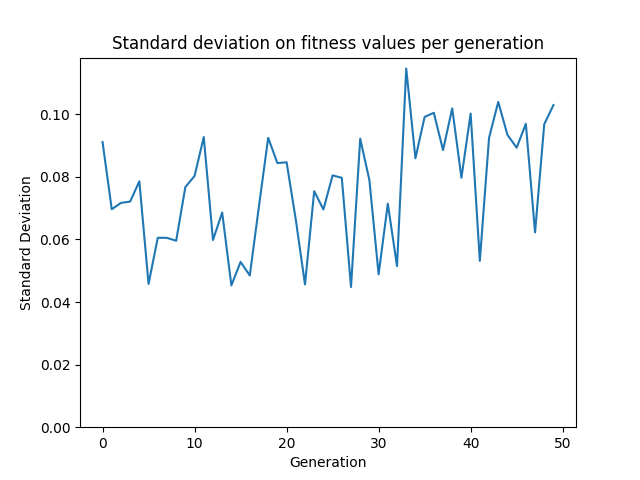 Standard deviation on fitness values per generation
0.10
0.08
0.06
0.04
0.02
0.00
Standard Deviation
0 10 20 30 40 50
Generation